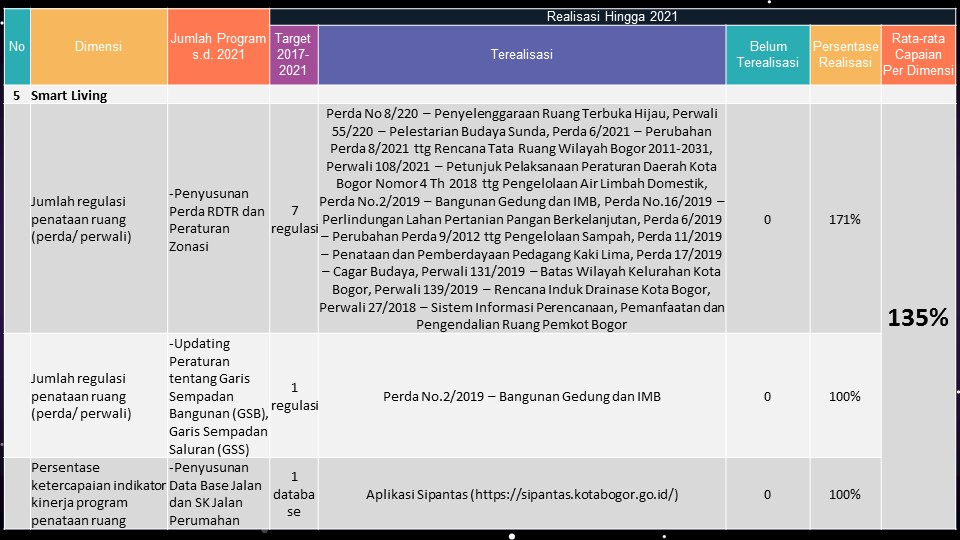 Realisasi Hingga 2021
No
Dimensi
Jumlah Program
s.d. 2021
Target
2017-
2021
Terealisasi
Belum
Terealisasi
Persentase
Realisasi
Rata-rata
Capaian
Per Dimensi
5 Smart Living
Jumlah regulasi
penataan ruang
(perda/ perwali)
-Penyusunan
Perda RDTR dan
Peraturan
Zonasi
7
regulasi
Perda No 8/220 – Penyelenggaraan Ruang Terbuka Hijau, Perwali
55/220 – Pelestarian Budaya Sunda, Perda 6/2021 – Perubahan
Perda 8/2021 ttg Rencana Tata Ruang Wilayah Bogor 2011-2031,
Perwali 108/2021 – Petunjuk Pelaksanaan Peraturan Daerah Kota
Bogor Nomor 4 Th 2018 ttg Pengelolaan Air Limbah Domestik,
Perda No.2/2019 – Bangunan Gedung dan IMB, Perda No.16/2019 –
Perlindungan Lahan Pertanian Pangan Berkelanjutan, Perda 6/2019
– Perubahan Perda 9/2012 ttg Pengelolaan Sampah, Perda 11/2019
– Penataan dan Pemberdayaan Pedagang Kaki Lima, Perda 17/2019
– Cagar Budaya, Perwali 131/2019 – Batas Wilayah Kelurahan Kota
Bogor, Perwali 139/2019 – Rencana Induk Drainase Kota Bogor,
Perwali 27/2018 – Sistem Informasi Perencanaan, Pemanfaatan dan
Pengendalian Ruang Pemkot Bogor
0
171%
135%
Jumlah regulasi
penataan ruang
(perda/ perwali)
-Updating
Peraturan
tentang Garis
Sempadan
Bangunan (GSB),
Garis Sempadan
Saluran (GSS)
1
regulasi
Perda No.2/2019 – Bangunan Gedung dan IMB
0
100%
Persentase
ketercapaian indikator
kinerja program
penataan ruang
-Penyusunan
Data Base Jalan
dan SK Jalan
Perumahan
1
databa
se
Aplikasi Sipantas (https://sipantas.kotabogor.go.id/)
0
100%